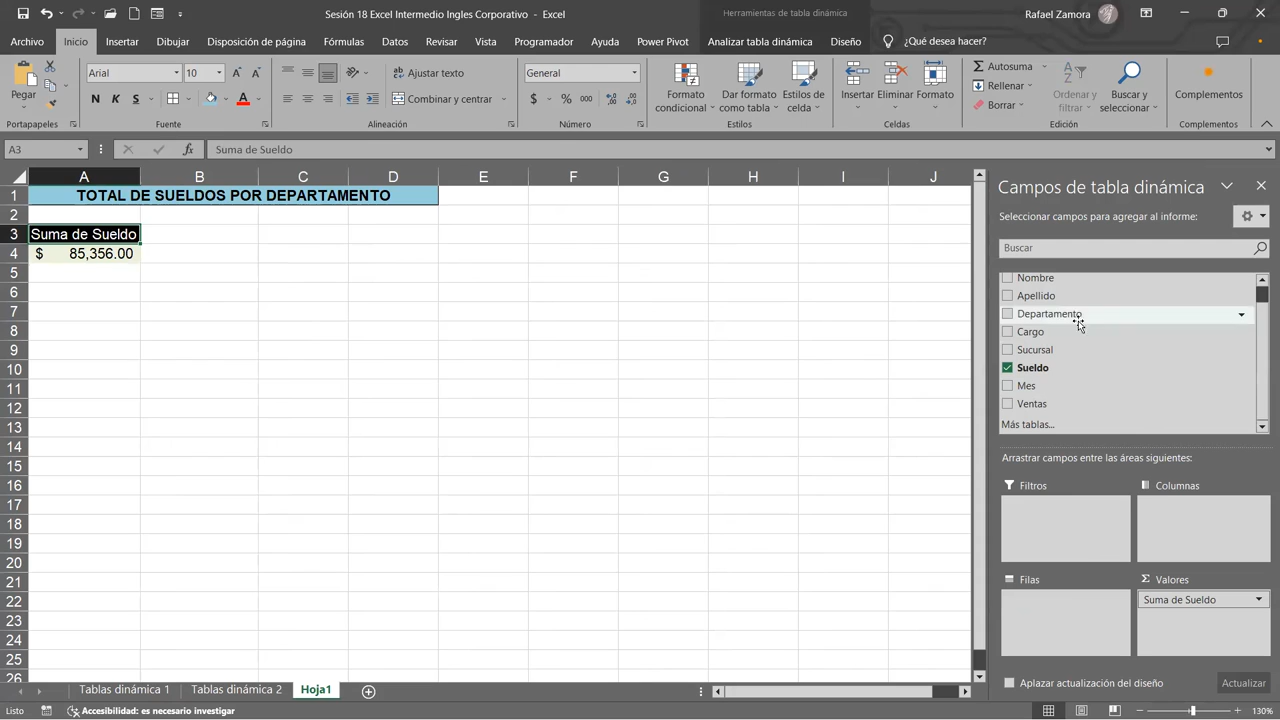 Sesión 18 Excel Intermedio Ingles Corporativo - Excel
Herramientas de tabla dinámica
Rafael Zamora
Archivo Inicio Insertar Dibujar Disposición de página Fórmulas Datos Revisar Vista Programador Ayuda Power Pivot Analizar tabla dinámica Diseño ¿Qué desea hacer?
Pegar
Arial 10
N K S
Ajustar texto
Combinar y centrar
General
$ % 000
Formato condicional
Dar formato como tabla
Estilos de celda
Insertar Eliminar Formato
Autosuma
Rellenar
Borrar
Ordenar y filtrar
Buscar y seleccionar
Complementos
Portapapeles Fuente Alineación Número Estilos Celdas Edición Complementos
A3 fx Suma de Sueldo
A B C D E F G H I J
1 TOTAL DE SUELDOS POR DEPARTAMENTO
2
3 Suma de Sueldo
4 $ 85,356.00
5
6
7
8
9
10
11
12
13
14
15
16
17
18
19
20
21
22
23
24
25
26
Campos de tabla dinámica
Seleccionar campos para agregar al informe:
Buscar
Nombre
Apellido
Departamento
Cargo
Sucursal
Sueldo
Mes
Ventas
Más tablas...
Arrastrar campos entre las áreas siguientes:
Filtros Columnas
Filas Σ Valores
Suma de Sueldo
Aplazar actualización del diseño Actualizar
Tablas dinámica 1 Tablas dinámica 2 Hoja1
Listo Accesibilidad: es necesario investigar 130%